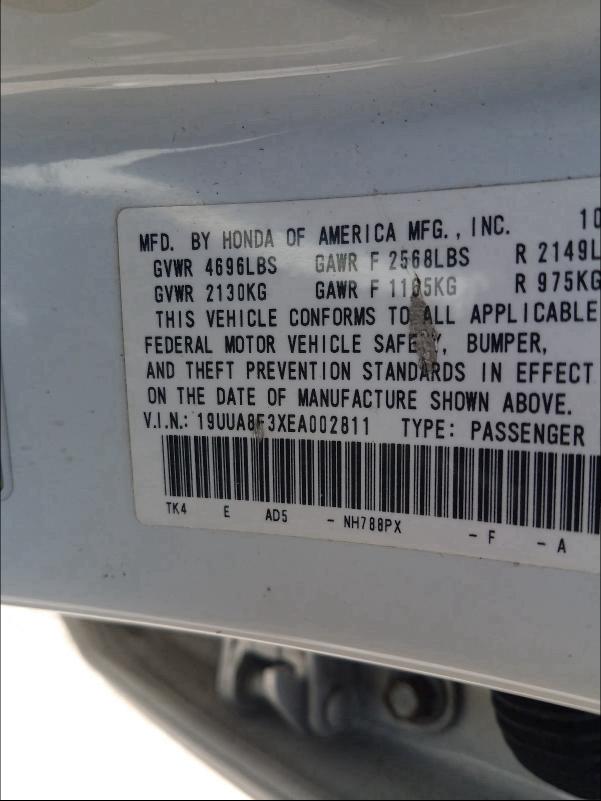 MFD. BY HONDA OF AMERICA MFG., INC. 10
GVWR 4696LBS GAWR F 2568LBS R 2149L
GVWR 2130KG GAWR F 1165KG R 975KG
THIS VEHICLE CONFORMS TO ALL APPLICABLE
FEDERAL MOTOR VEHICLE SAFETY, BUMPER,
AND THEFT PREVENTION STANDARDS IN EFFECT
ON THE DATE OF MANUFACTURE SHOWN ABOVE.
V.I.N.: 19UUA8F3XEA002811 TYPE: PASSENGER
TK4 E AD5 - NH788PX - F - A